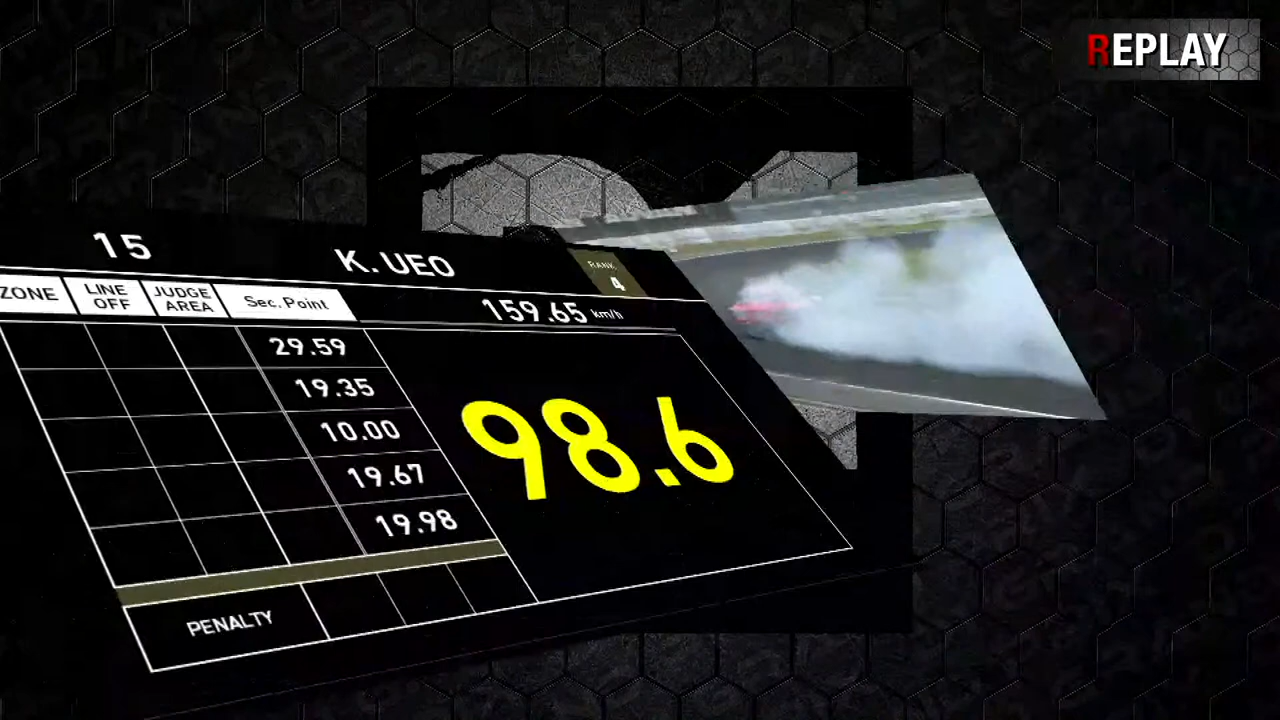 REPLAY
15
K. UEO
RANK
4
ZONE
LINE OFF
JUDGE AREA
Sec. Point
159.65 km/h
29.59
19.35
10.00
19.67
19.98
98.6
PENALTY